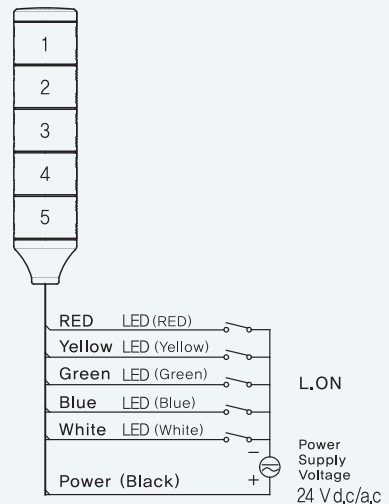 1
2
3
4
5
RED LED (RED)
Yellow LED (Yellow)
Green LED (Green)
Blue LED (Blue)
White LED (White)
L.ON
Power (Black)
−
+
Power
Supply
Voltage
24 V d,c/a,c